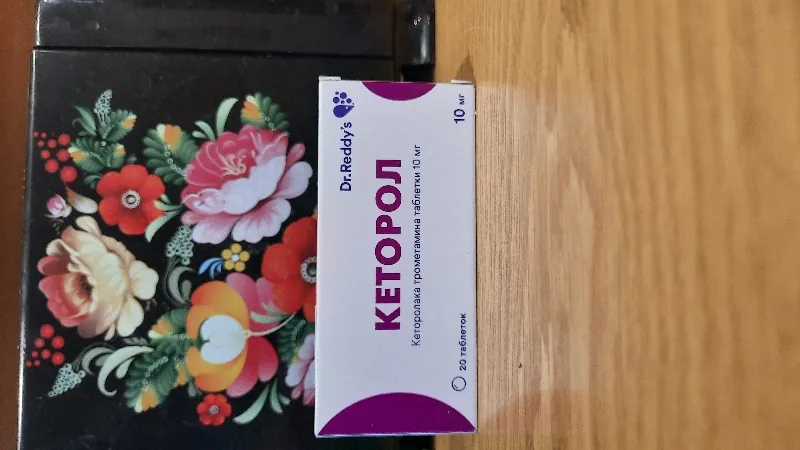 Dr.Reddy's
10 мг
КЕТОРОЛ
Кеторолака трометамина таблетки 10 мг
20 таблеток